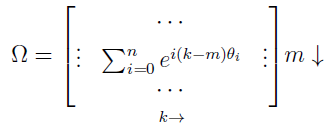 ⋯
Ω = [ ⋮ ∑_{i=0}^{n} e^{i(k−m)θ_i} ⋮ ] m ↓
⋯
k→